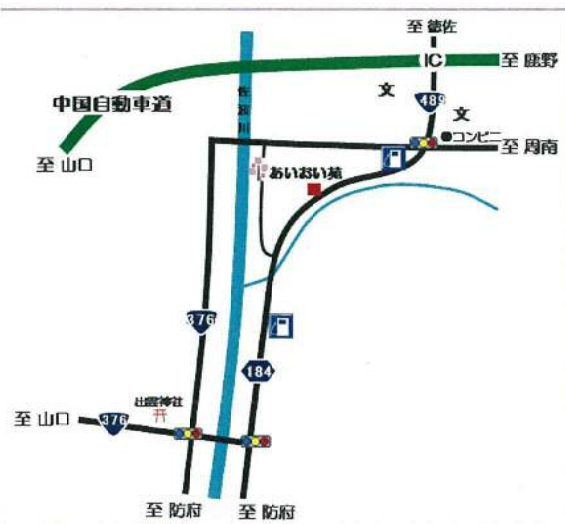 至 徳佐
IC
至 鹿野
中国自動車道
佐波川
文
489
文
コンビニ
至 山口
至 周南
あいおい苑
376
184
出雲神社
至 山口
376
至 防府
至 防府